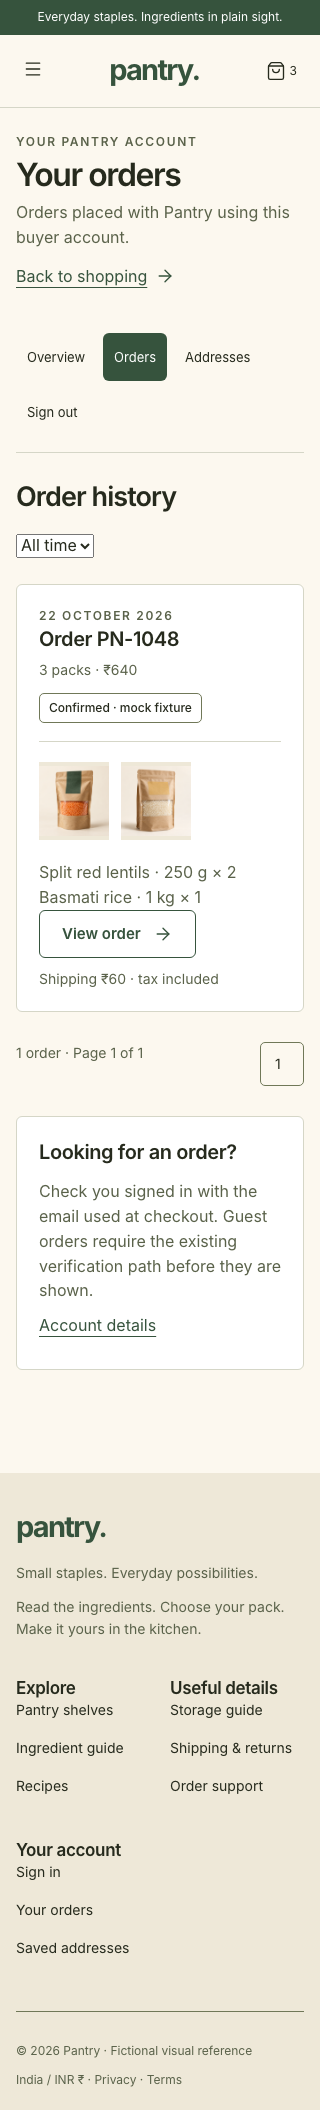 Everyday staples. Ingredients in plain sight.
pantry.
3
YOUR PANTRY ACCOUNT
Your orders
Orders placed with Pantry using this
buyer account.
Back to shopping →
Overview
Orders
Addresses
Sign out
Order history
All time
22 OCTOBER 2026
Order PN-1048
3 packs · ₹640
Confirmed · mock fixture
Split red lentils · 250 g × 2
Basmati rice · 1 kg × 1
View order →
Shipping ₹60 · tax included
1 order · Page 1 of 1
1
Looking for an order?
Check you signed in with the
email used at checkout. Guest
orders require the existing
verification path before they are
shown.
Account details
pantry.
Small staples. Everyday possibilities.
Read the ingredients. Choose your pack.
Make it yours in the kitchen.
Explore
Pantry shelves
Ingredient guide
Recipes
Useful details
Storage guide
Shipping & returns
Order support
Your account
Sign in
Your orders
Saved addresses
© 2026 Pantry · Fictional visual reference
India / INR ₹ · Privacy · Terms